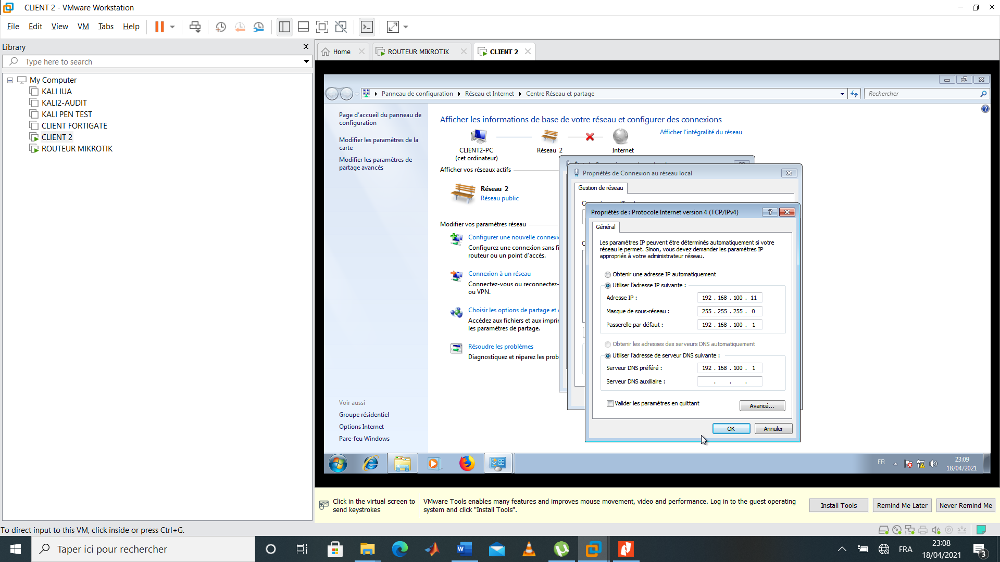 CLIENT 2 - VMware Workstation
File Edit View VM Tabs Help
Library
Type here to search
My Computer
KALI IUA
KALI2-AUDIT
KALI PEN TEST
CLIENT FORTIGATE
CLIENT 2
ROUTEUR MIKROTIK
Home
ROUTEUR MIKROTIK
CLIENT 2
Panneau de configuration
Réseau et Internet
Centre Réseau et partage
Rechercher
Page d'accueil du panneau de
configuration
Modifier les paramètres de la
carte
Modifier les paramètres de
partage avancés
Voir aussi
Groupe résidentiel
Options Internet
Pare-feu Windows
Afficher les informations de base de votre réseau et configurer des connexions
Afficher l'intégralité du réseau
CLIENT2-PC
(cet ordinateur)
Réseau 2
Internet
Afficher vos réseaux actifs
Réseau 2
Réseau public
Modifier vos paramètres réseau
Configurer une nouvelle connexi
Configurez une connexion sans fi
routeur ou un point d'accès.
Connexion à un réseau
Connectez-vous ou reconnectez-
ou VPN.
Choisir les options de partage et
Accédez aux fichiers et aux imprir
les paramètres de partage.
Résoudre les problèmes
Diagnostiquez et réparez les prob
Propriétés de Connexion au réseau local
Gestion de réseau
Propriétés de : Protocole Internet version 4 (TCP/IPv4)
Général
Les paramètres IP peuvent être déterminés automatiquement si votre
réseau le permet. Sinon, vous devez demander les paramètres IP
appropriés à votre administrateur réseau.
Obtenir une adresse IP automatiquement
Utiliser l'adresse IP suivante :
Adresse IP : 192 . 168 . 100 . 11
Masque de sous-réseau : 255 . 255 . 255 . 0
Passerelle par défaut : 192 . 168 . 100 . 1
Obtenir les adresses des serveurs DNS automatiquement
Utiliser l'adresse de serveur DNS suivante :
Serveur DNS préféré : 192 . 168 . 100 . 1
Serveur DNS auxiliaire : . . .
Valider les paramètres en quittant
Avancé...
OK
Annuler
FR
23:09
18/04/2021
Click in the virtual screen to
send keystrokes
VMware Tools enables many features and improves mouse movement, video and performance. Log in to the guest operating
system and click "Install Tools".
Install Tools
Remind Me Later
Never Remind Me
To direct input to this VM, click inside or press Ctrl+G.
Taper ici pour rechercher
FRA
23:08
18/04/2021
3